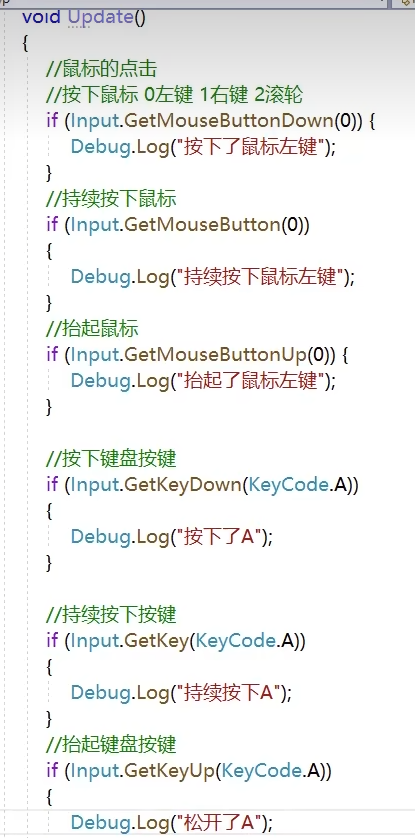 void Update()
{
//鼠标的点击
//按下鼠标 0左键 1右键 2滚轮
if (Input.GetMouseButtonDown(0)) {
Debug.Log("按下了鼠标左键");
}
//持续按下鼠标
if (Input.GetMouseButton(0))
{
Debug.Log("持续按下鼠标左键");
}
//抬起鼠标
if (Input.GetMouseButtonUp(0)) {
Debug.Log("抬起了鼠标左键");
}
//按下键盘按键
if (Input.GetKeyDown(KeyCode.A))
{
Debug.Log("按下了A");
}
//持续按下按键
if (Input.GetKey(KeyCode.A))
{
Debug.Log("持续按下A");
}
//抬起键盘按键
if (Input.GetKeyUp(KeyCode.A))
{
Debug.Log("松开了A");